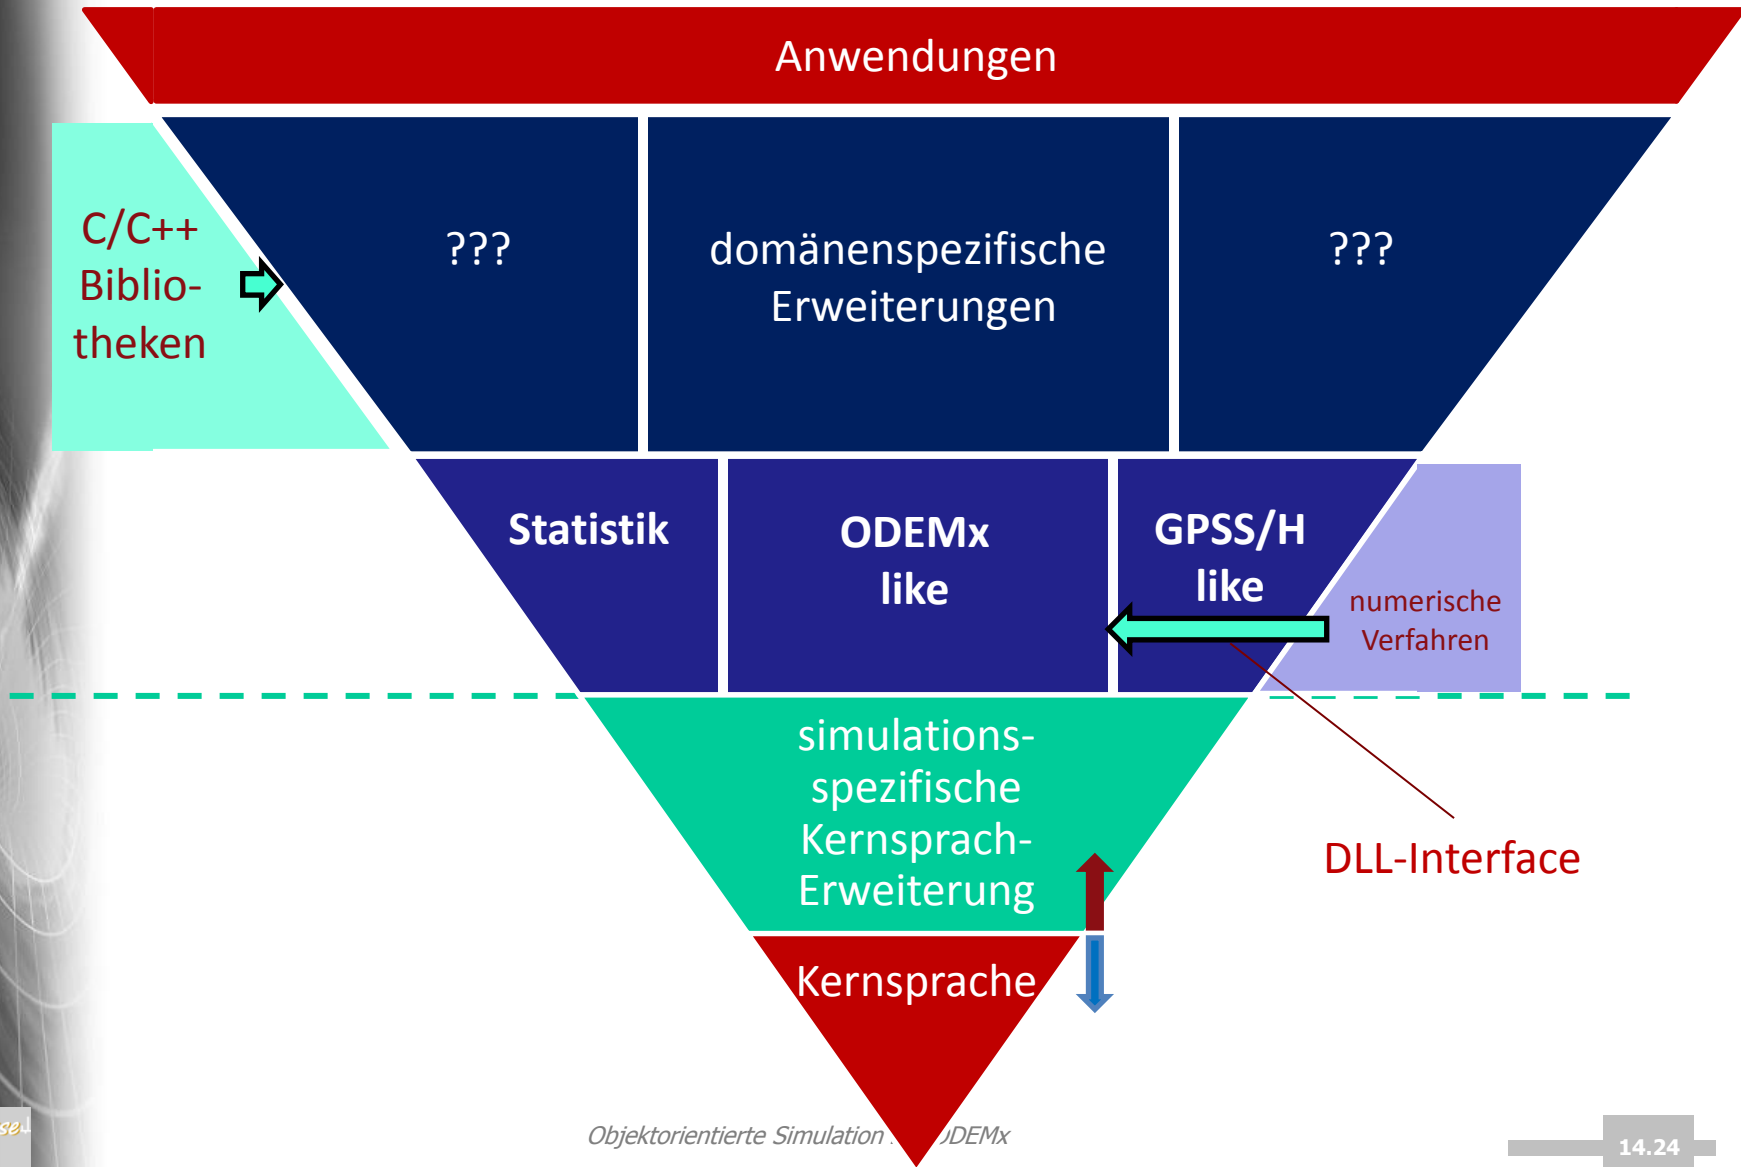 Anwendungen
C/C++
Biblio-
theken
???
domänenspezifische
Erweiterungen
???
Statistik
ODEMx
like
GPSS/H
like
numerische
Verfahren
simulations-
spezifische
Kernsprach-
Erweiterung
DLL-Interface
Kernsprache
Objektorientierte Simulation ODEMx
14.24